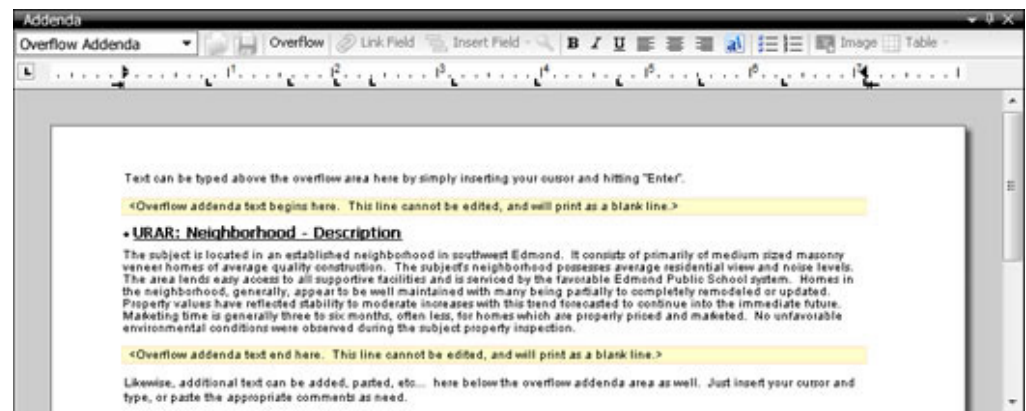 Addenda
Overflow Addenda Overflow Link Field Insert Field B I U al Image Table
1 2 3 4 5 6 7
Text can be typed above the overflow area here by simply inserting your cursor and hitting "Enter".
<Overflow addenda text begins here. This line cannot be edited, and will print as a blank line.>
• URAR: Neighborhood - Description
The subject is located in an established neighborhood in southwest Edmond. It consists of primarily of medium sized masonry
veneer homes of average quality construction. The subject's neighborhood possesses average residential view and noise levels.
The area lends easy access to all supportive facilities and is serviced by the favorable Edmond Public School system. Homes in
the neighborhood, generally, appear to be well maintained with many being partially to completely remodeled or updated.
Property values have reflected stability to moderate increases with this trend forecasted to continue into the immediate future.
Marketing time is generally three to six months, often less, for homes which are properly priced and marketed. No unfavorable
environmental conditions were observed during the subject property inspection.
<Overflow addenda text end here. This line cannot be edited, and will print as a blank line.>
Likewise, additional text can be added, pasted, etc... here below the overflow addenda area as well. Just insert your cursor and
type, or paste the appropriate comments as need.